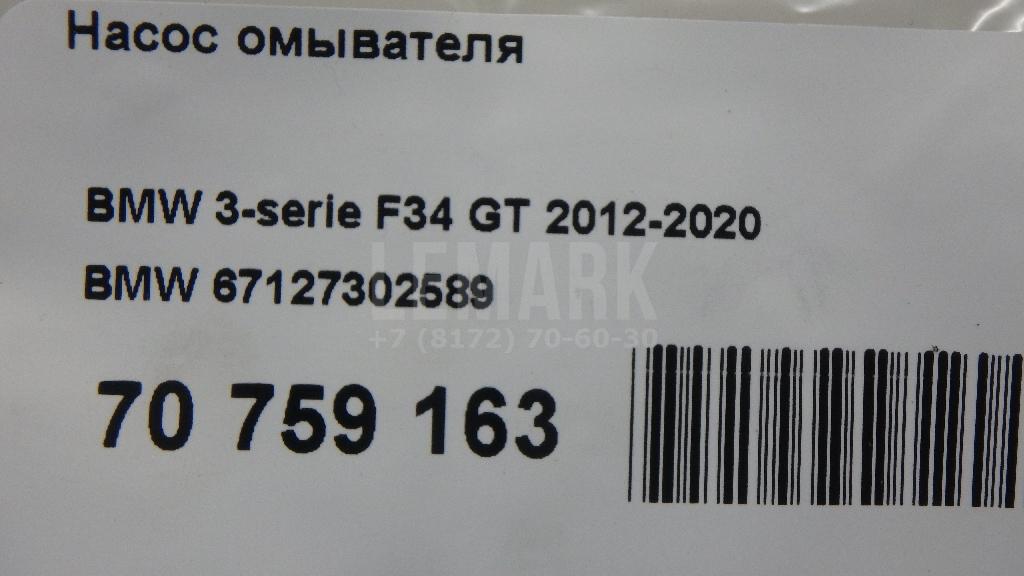 Насос омывателя
BMW 3-serie F34 GT 2012-2020
LEMARK
BMW 67127302589
+7 (8172) 70-60-30
70 759 163